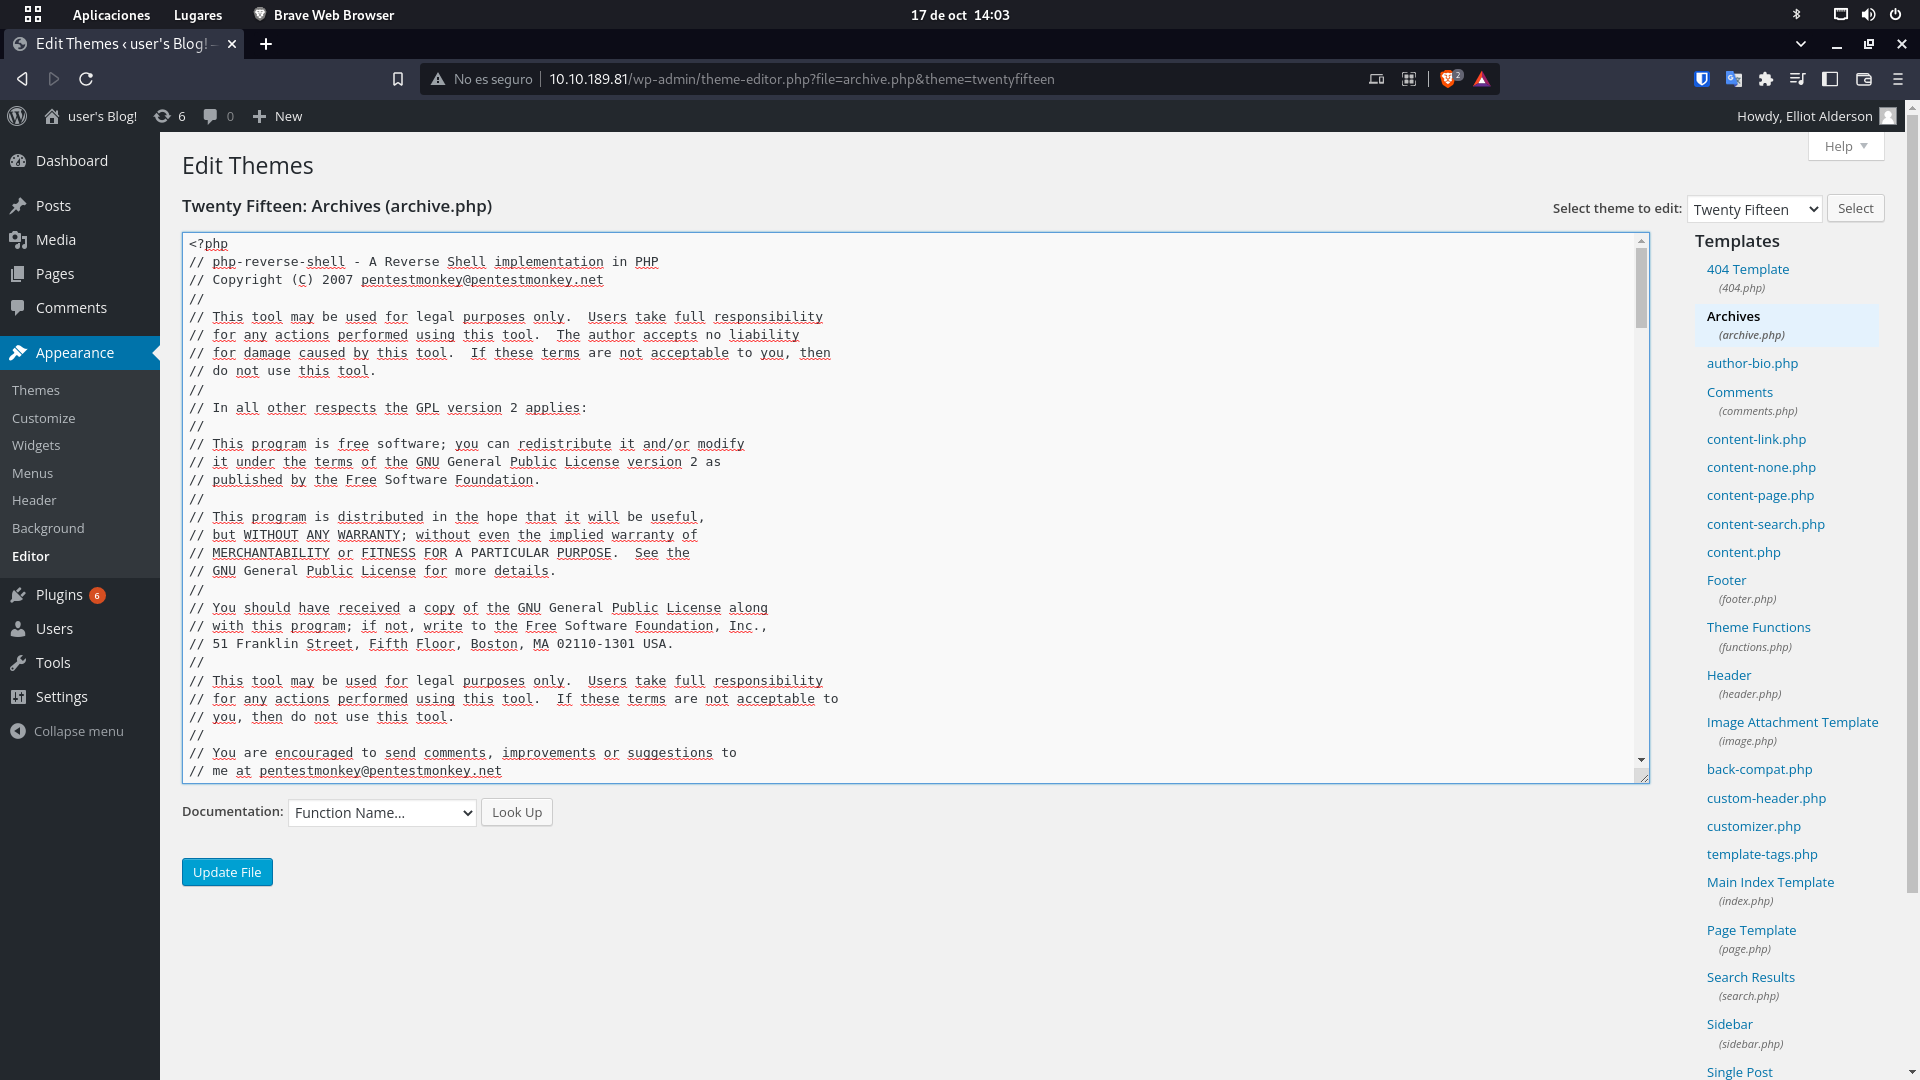 Aplicaciones Lugares Brave Web Browser 17 de oct 14:03
Edit Themes ‹ user's Blog! –
No es seguro 10.10.189.81/wp-admin/theme-editor.php?file=archive.php&theme=twentyfifteen 2
user's Blog! 6 0 New Howdy, Elliot Alderson
Dashboard
Posts
Media
Pages
Comments
Appearance
Themes
Customize
Widgets
Menus
Header
Background
Editor
Plugins 6
Users
Tools
Settings
Collapse menu
Help
Edit Themes
Twenty Fifteen: Archives (archive.php)
Select theme to edit: Twenty Fifteen Select
<?php
// php-reverse-shell - A Reverse Shell implementation in PHP
// Copyright (C) 2007 pentestmonkey@pentestmonkey.net
//
// This tool may be used for legal purposes only.  Users take full responsibility
// for any actions performed using this tool.  The author accepts no liability
// for damage caused by this tool.  If these terms are not acceptable to you, then
// do not use this tool.
//
// In all other respects the GPL version 2 applies:
//
// This program is free software; you can redistribute it and/or modify
// it under the terms of the GNU General Public License version 2 as
// published by the Free Software Foundation.
//
// This program is distributed in the hope that it will be useful,
// but WITHOUT ANY WARRANTY; without even the implied warranty of
// MERCHANTABILITY or FITNESS FOR A PARTICULAR PURPOSE.  See the
// GNU General Public License for more details.
//
// You should have received a copy of the GNU General Public License along
// with this program; if not, write to the Free Software Foundation, Inc.,
// 51 Franklin Street, Fifth Floor, Boston, MA 02110-1301 USA.
//
// This tool may be used for legal purposes only.  Users take full responsibility
// for any actions performed using this tool.  If these terms are not acceptable to
// you, then do not use this tool.
//
// You are encouraged to send comments, improvements or suggestions to
// me at pentestmonkey@pentestmonkey.net
Documentation: Function Name... Look Up
Update File
Templates
404 Template
(404.php)
Archives
(archive.php)
author-bio.php
Comments
(comments.php)
content-link.php
content-none.php
content-page.php
content-search.php
content.php
Footer
(footer.php)
Theme Functions
(functions.php)
Header
(header.php)
Image Attachment Template
(image.php)
back-compat.php
custom-header.php
customizer.php
template-tags.php
Main Index Template
(index.php)
Page Template
(page.php)
Search Results
(search.php)
Sidebar
(sidebar.php)
Single Post